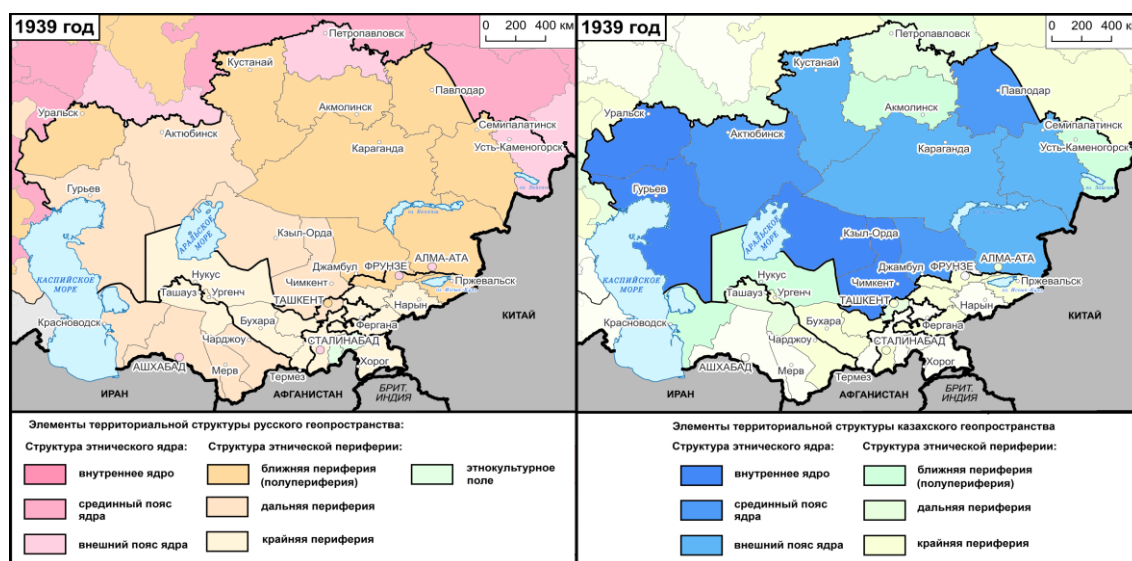 1939 год
0 200 400 км
Петропавловск
Кустанай
Павлодар
Акмолинск
Уральск
Актюбинск
Семипалатинск
Усть-Каменогорск
Караганда
Гурьев
АРАЛЬСКОЕ
МОРЕ
Кзыл-Орда
АЛМА-АТА
Джамбул ФРУНЗЕ
КАСПИЙСКОЕ
МОРЕ
Нукус
Чимкент
Пржевальск
Ташауз
Ургенч
Нарын
ТАШКЕНТ
КИТАЙ
Красноводск
Бухара
Фергана
Чарджоу
СТАЛИНАБАД
АШХАБАД
Мерв
Хорог
Термез
ИРАН
АФГАНИСТАН
БРИТ.
ИНДИЯ
Элементы территориальной структуры русского геопространства:
Структура этнического ядра:
Структура этнической периферии:
внутреннее ядро
ближняя периферия
(полупериферия)
этнокультурное
поле
срединный пояс
ядра
дальняя периферия
внешний пояс ядра
крайняя периферия
1939 год
0 200 400 км
Петропавловск
Кустанай
Павлодар
Акмолинск
Уральск
Актюбинск
Семипалатинск
Усть-Каменогорск
Караганда
Гурьев
АРАЛЬСКОЕ
МОРЕ
Кзыл-Орда
АЛМА-АТА
Джамбул ФРУНЗЕ
КАСПИЙСКОЕ
МОРЕ
Нукус
Чимкент
Пржевальск
Ташауз
Ургенч
Нарын
ТАШКЕНТ
КИТАЙ
Красноводск
Бухара
Фергана
Чарджоу
СТАЛИНАБАД
АШХАБАД
Мерв
Хорог
Термез
ИРАН
АФГАНИСТАН
БРИТ.
ИНДИЯ
Элементы территориальной структуры казахского геопространства
Структура этнического ядра:
Структура этнической периферии:
внутреннее ядро
ближняя периферия
(полупериферия)
срединный пояс
ядра
дальняя периферия
внешний пояс ядра
крайняя периферия